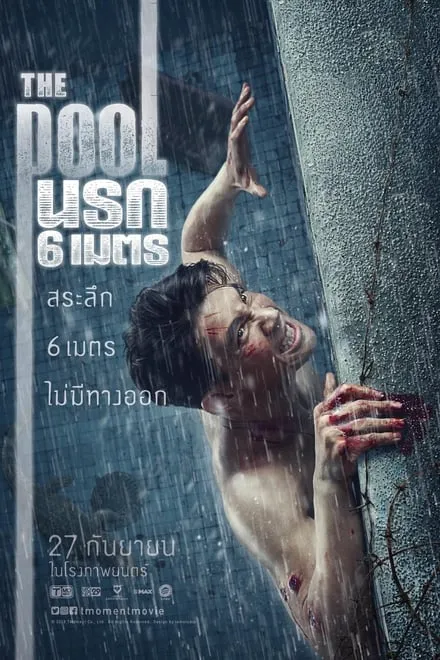 THE
POOL
นรก
6 เมตร
สระลึก
6 เมตร
ไม่มีทางออก
27 กันยายน
ในโรงภาพยนตร์
tmomentmovie